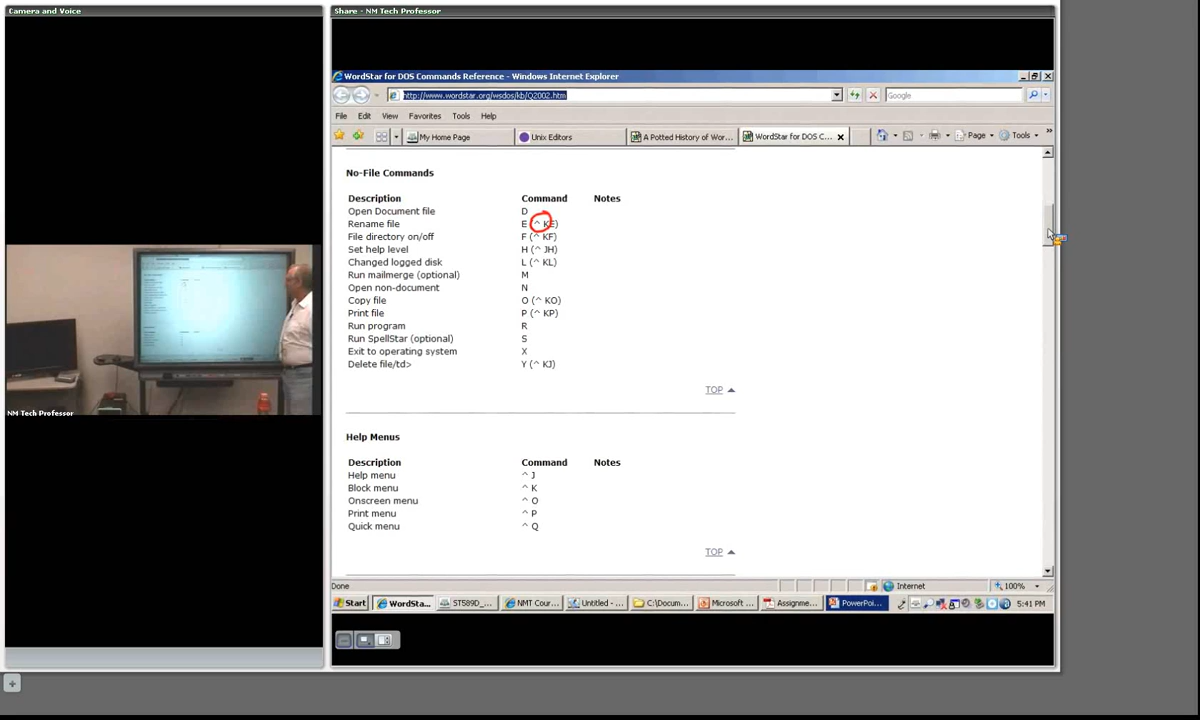 Camera and Voice
Share - NM Tech Professor
WordStar for DOS Commands Reference - Windows Internet Explorer
http://www.wordstar.org/wsdos/kb/Q2002.htm
Google
File Edit View Favorites Tools Help
My Home Page
Unix Editors
A Potted History of Wor...
WordStar for DOS C...
Page
Tools
No-File Commands
Description Command Notes
Open Document file D
Rename file E (^ KE)
File directory on/off F (^ KF)
Set help level H (^ JH)
Changed logged disk L (^ KL)
Run mailmerge (optional) M
Open non-document N
Copy file O (^ KO)
Print file P (^ KP)
Run program R
Run SpellStar (optional) S
Exit to operating system X
Delete file/td> Y (^ KJ)
TOP
Help Menus
Description Command Notes
Help menu ^ J
Block menu ^ K
Onscreen menu ^ O
Print menu ^ P
Quick menu ^ Q
TOP
NM Tech Professor
Done
Internet
100%
Start
WordSta...
ST589D_...
NMT Cour...
Untitled - ...
C:\Docum...
Microsoft ...
Assignme...
PowerPoi...
5:41 PM